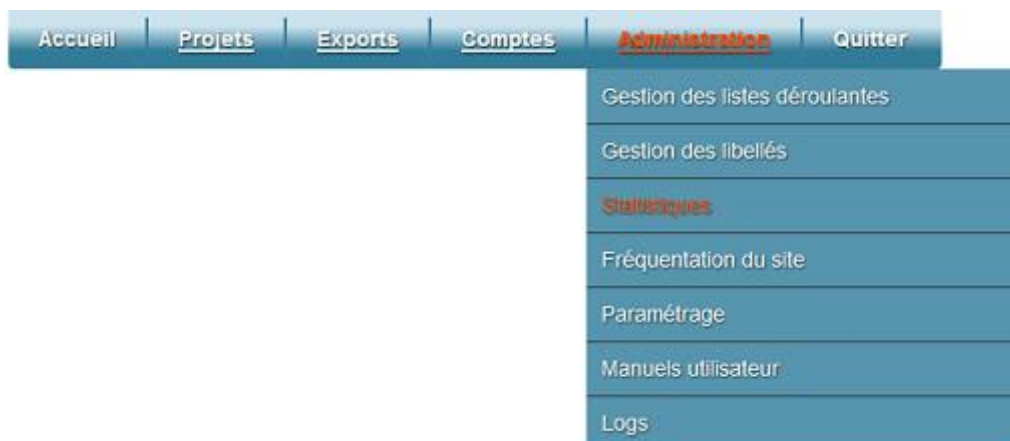 Accueil Projets Exports Comptes Administration Quitter
Gestion des listes déroulantes
Gestion des libellés
Statistiques
Fréquentation du site
Paramétrage
Manuels utilisateur
Logs